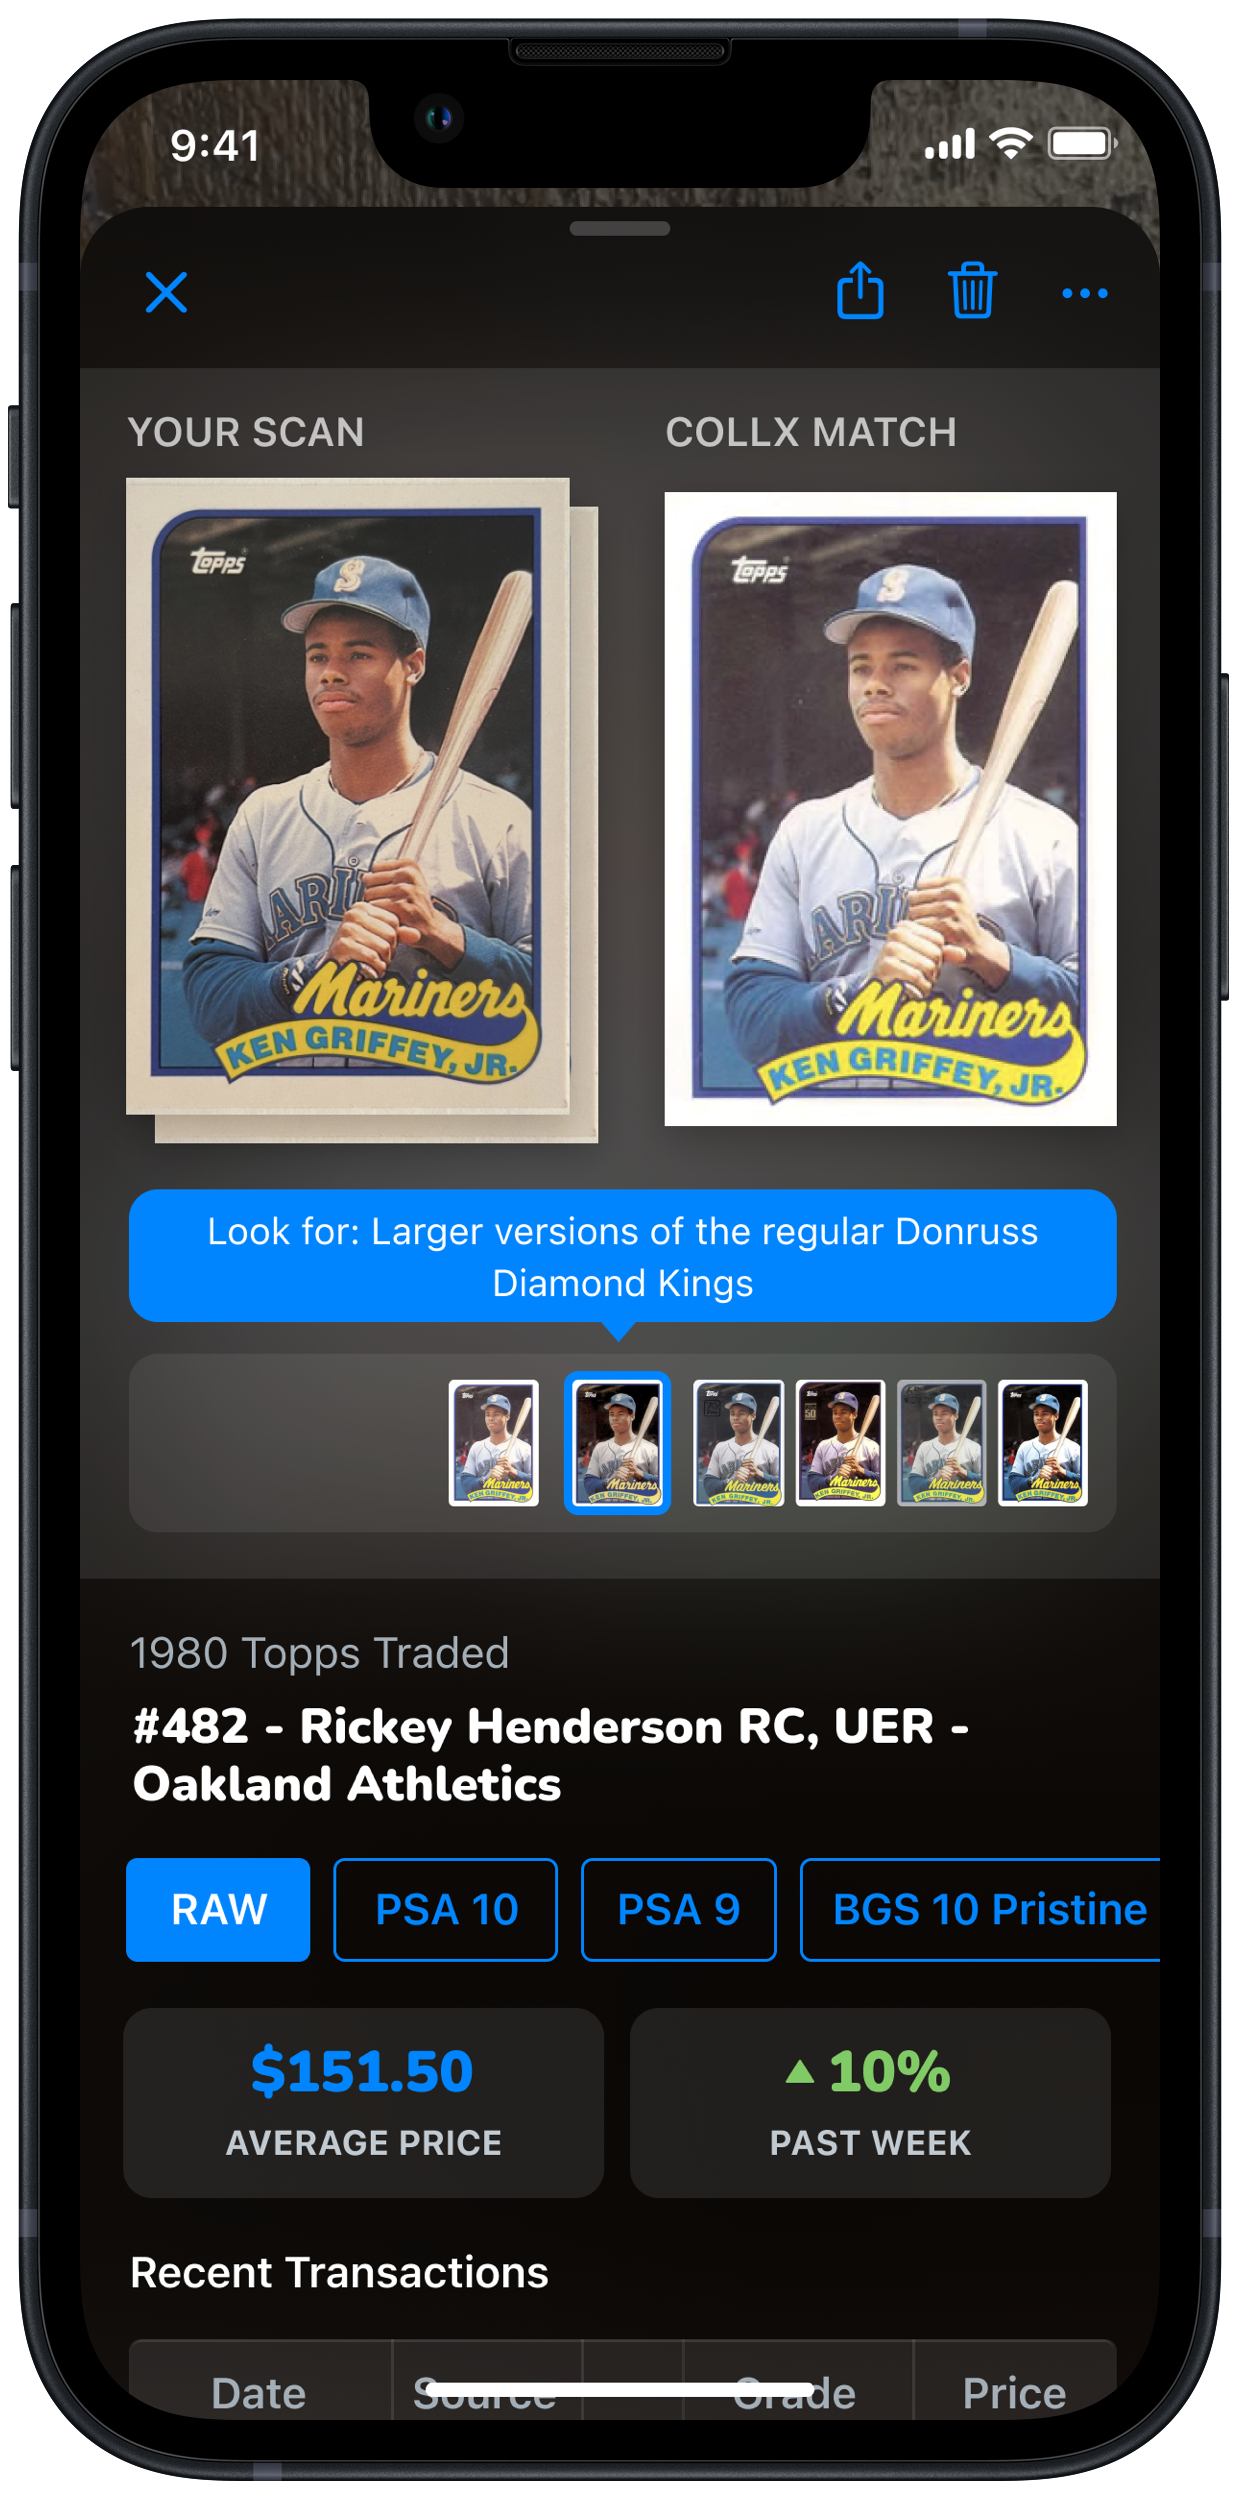 9:41
YOUR SCAN
COLLX MATCH
Topps
Mariners
KEN GRIFFEY, JR.
Topps
Mariners
KEN GRIFFEY, JR.
Look for: Larger versions of the regular Donruss
Diamond Kings
1980 Topps Traded
#482 - Rickey Henderson RC, UER -
Oakland Athletics
RAW
PSA 10
PSA 9
BGS 10 Pristine
$151.50
AVERAGE PRICE
10%
PAST WEEK
Recent Transactions
Date
Source
Grade
Price